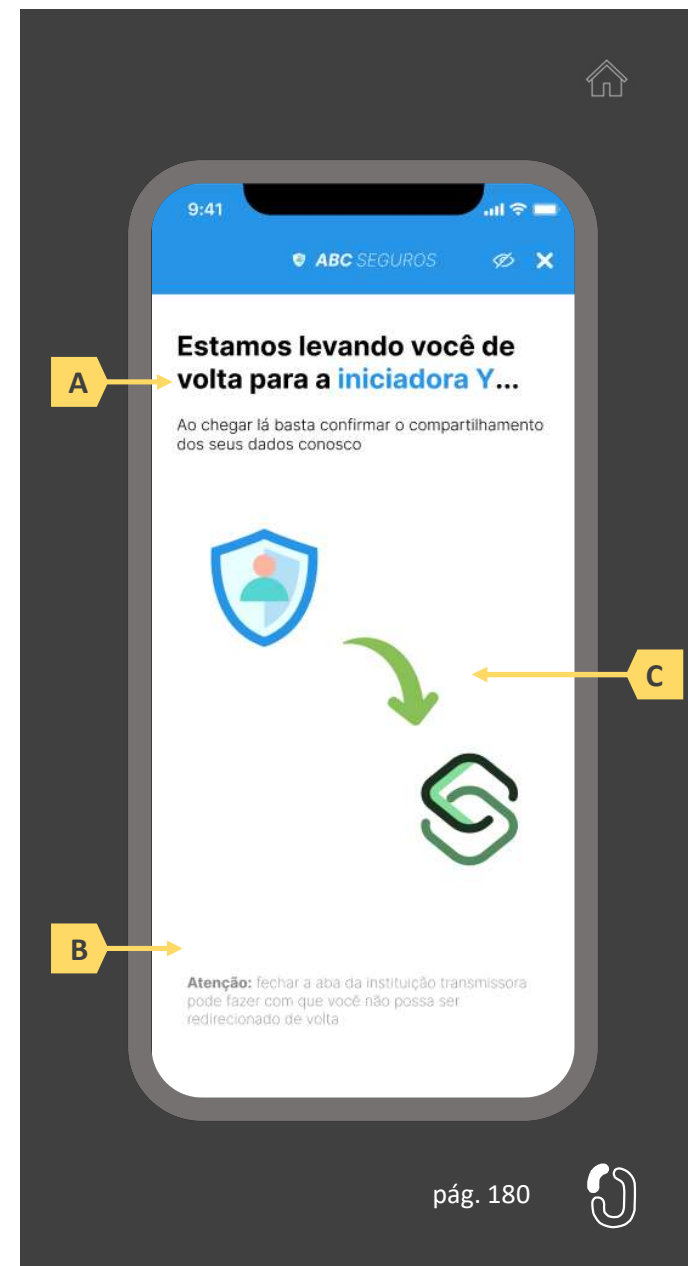 9:41
ABC SEGUROS
Estamos levando você de
volta para a iniciadora Y...
A
Ao chegar lá basta confirmar o compartilhamento
dos seus dados conosco
C
B
Atenção: fechar a aba da instituição transmissora
pode fazer com que você não possa ser
redirecionado de volta
pág. 180